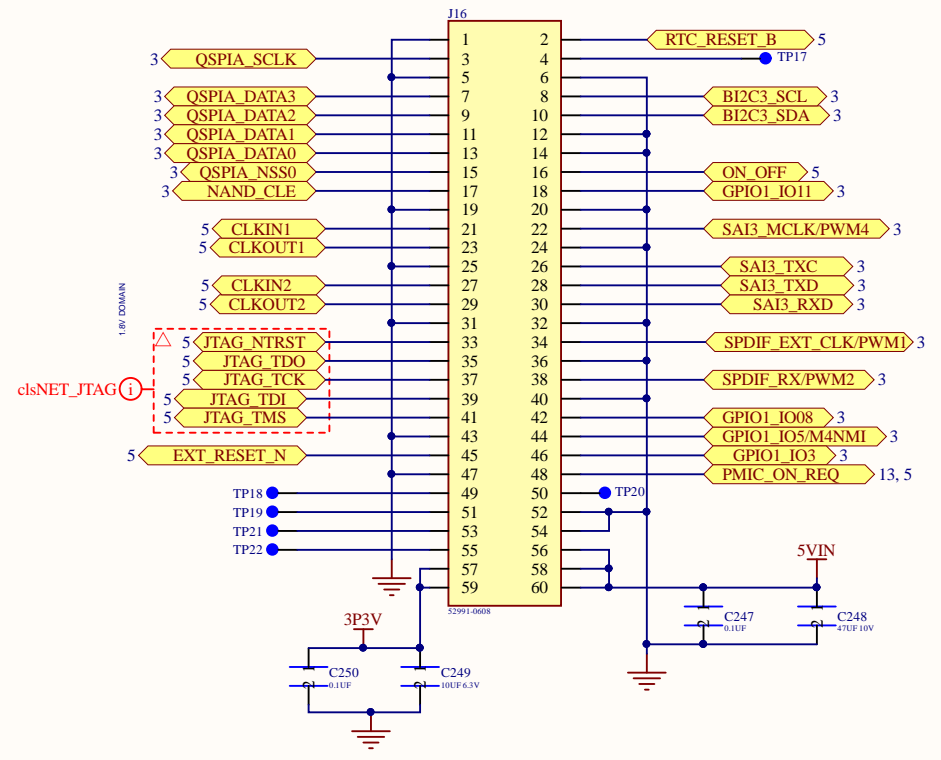 J16
1 2 RTC_RESET_B 5
3 QSPIA_SCLK 3 4 TP17
5 6
3 QSPIA_DATA3 7 8 BI2C3_SCL 3
3 QSPIA_DATA2 9 10 BI2C3_SDA 3
3 QSPIA_DATA1 11 12
3 QSPIA_DATA0 13 14
3 QSPIA_NSS0 15 16 ON_OFF 5
3 NAND_CLE 17 18 GPIO1_IO11 3
19 20
5 CLKIN1 21 22 SAI3_MCLK/PWM4 3
5 CLKOUT1 23 24
25 26 SAI3_TXC 3
5 CLKIN2 27 28 SAI3_TXD 3
5 CLKOUT2 29 30 SAI3_RXD 3
1.8V DOMAIN
31 32
5 JTAG_NTRST 33 34 SPDIF_EXT_CLK/PWM1 3
5 JTAG_TDO 35 36
clsNET_JTAG i
5 JTAG_TCK 37 38 SPDIF_RX/PWM2 3
5 JTAG_TDI 39 40
5 JTAG_TMS 41 42 GPIO1_IO08 3
43 44 GPIO1_IO5/M4NMI 3
5 EXT_RESET_N 45 46 GPIO1_IO3 3
47 48 PMIC_ON_REQ 13, 5
TP18 49 50 TP20
TP19 51 52
TP21 53 54
TP22 55 56 5VIN
57 58
59 60
52991-0608
3P3V
C247
0.1UF
C248
47UF 10V
C250
0.1UF
C249
10UF 6.3V